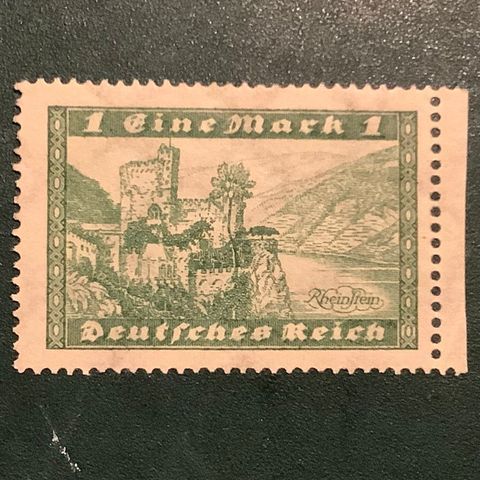 1 Eine Mark 1
Rheinstein
Deutsches Reich